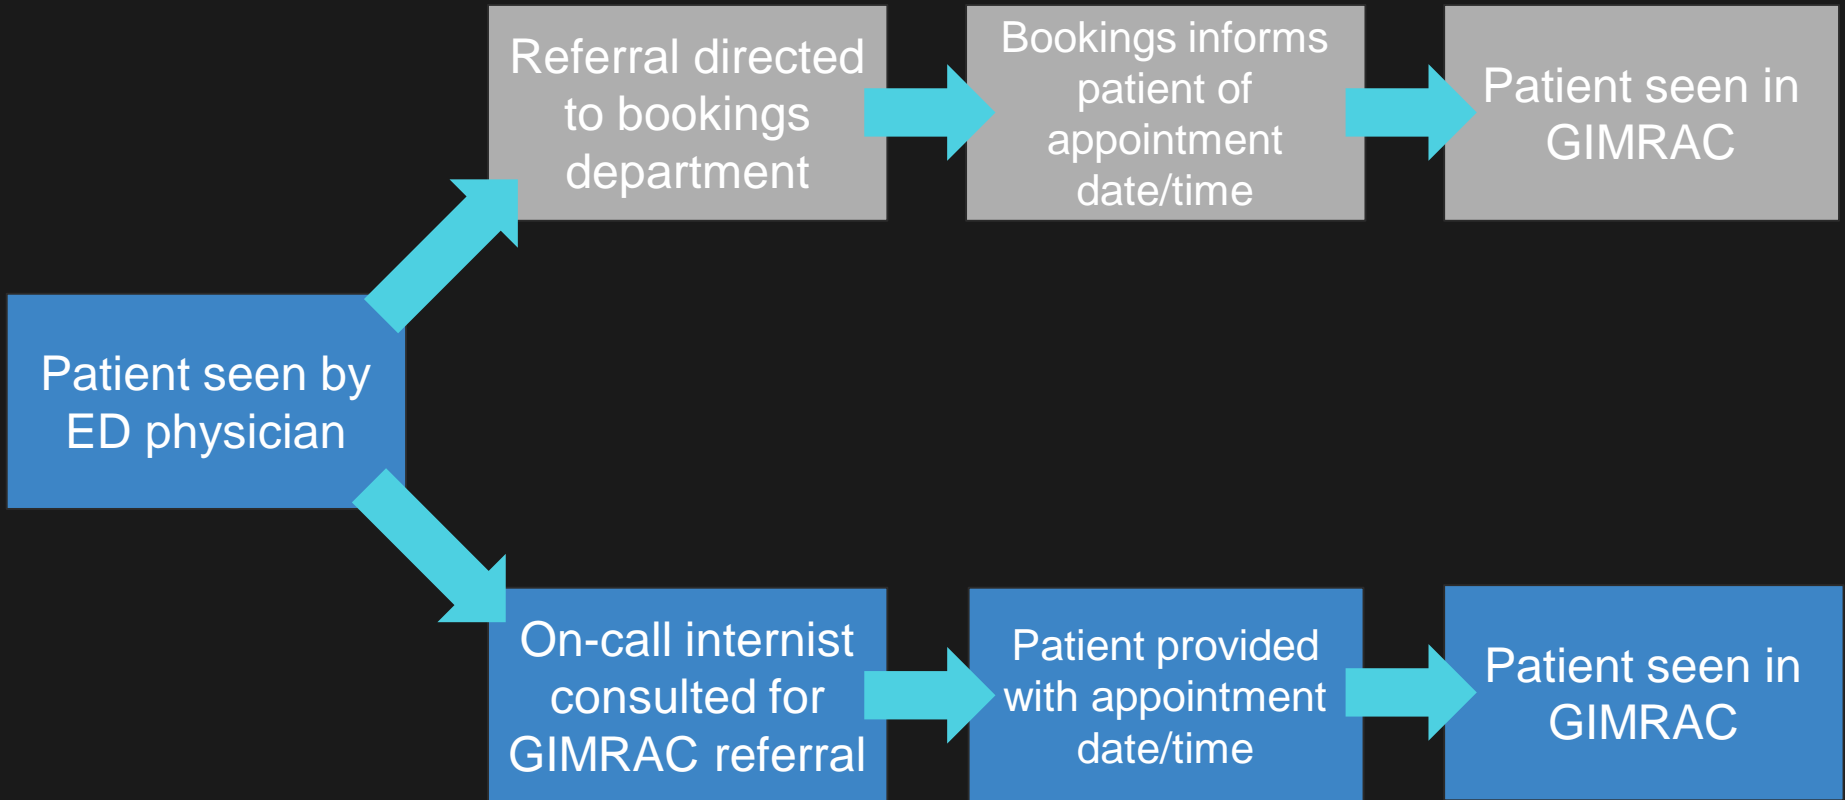 Referral directed
to bookings
department
Bookings informs
patient of
appointment
date/time
Patient seen in
GIMRAC
Patient seen by
ED physician
On-call internist
consulted for
GIMRAC referral
Patient provided
with appointment
date/time
Patient seen in
GIMRAC